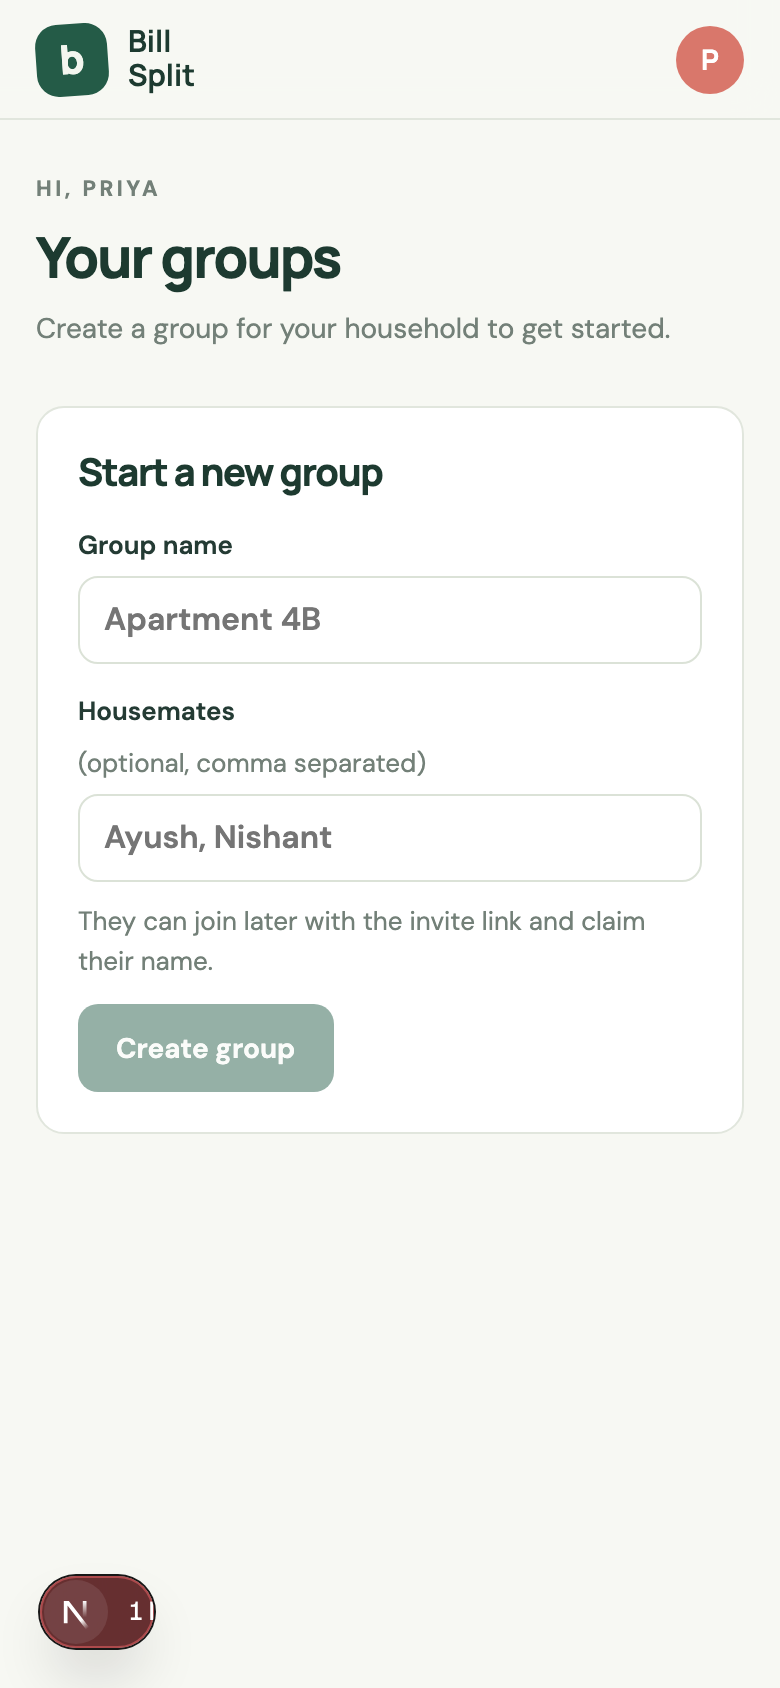 b
Bill
Split
P
HI, PRIYA
Your groups
Create a group for your household to get started.
Start a new group
Group name
Apartment 4B
Housemates
(optional, comma separated)
Ayush, Nishant
They can join later with the invite link and claim
their name.
Create group
N 1